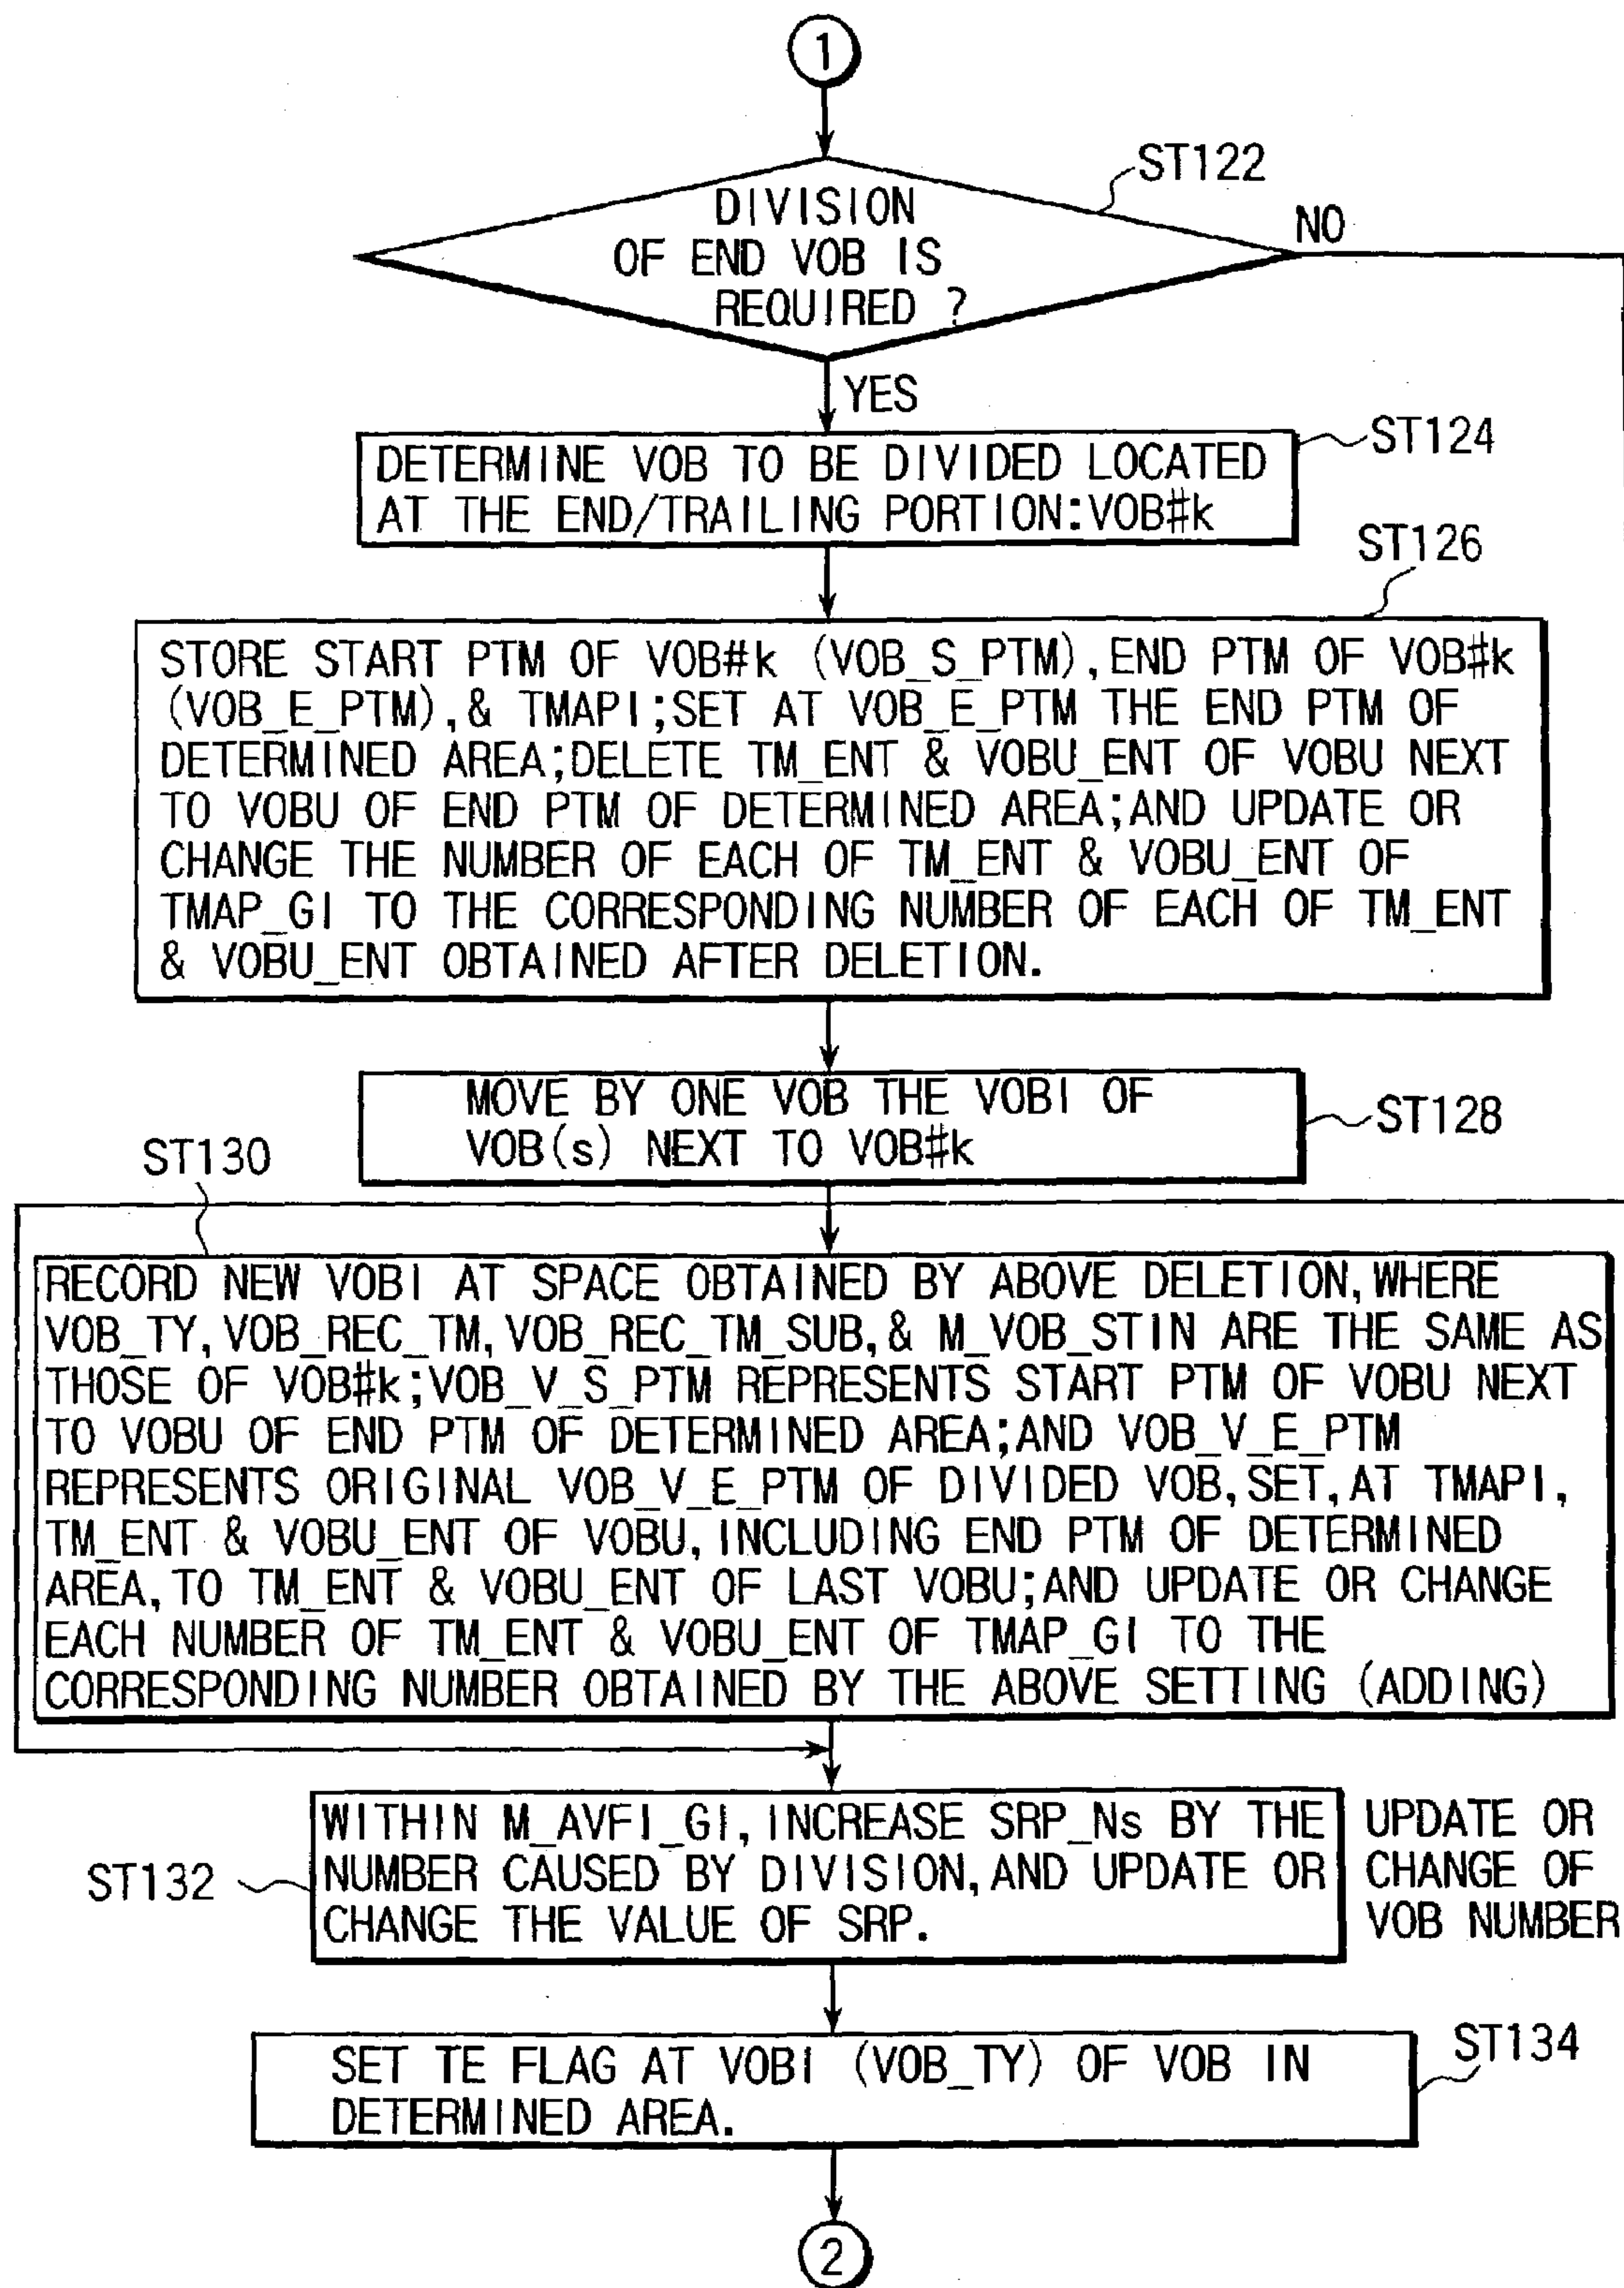 1
ST122
DIVISION
OF END VOB IS
REQUIRED ?
NO
YES
ST124
DETERMINE VOB TO BE DIVIDED LOCATED
AT THE END/TRAILING PORTION:VOB#k
ST126
STORE START PTM OF VOB#k (VOB_S_PTM),END PTM OF VOB#k
(VOB_E_PTM),& TMAPI;SET AT VOB_E_PTM THE END PTM OF
DETERMINED AREA;DELETE TM_ENT & VOBU_ENT OF VOBU NEXT
TO VOBU OF END PTM OF DETERMINED AREA;AND UPDATE OR
CHANGE THE NUMBER OF EACH OF TM_ENT & VOBU_ENT OF
TMAP_GI TO THE CORRESPONDING NUMBER OF EACH OF TM_ENT
& VOBU_ENT OBTAINED AFTER DELETION.
MOVE BY ONE VOB THE VOBI OF
VOB(s) NEXT TO VOB#k
ST128
ST130
RECORD NEW VOBI AT SPACE OBTAINED BY ABOVE DELETION,WHERE
VOB_TY,VOB_REC_TM,VOB_REC_TM_SUB,& M_VOB_STIN ARE THE SAME AS
THOSE OF VOB#k;VOB_V_S_PTM REPRESENTS START PTM OF VOBU NEXT
TO VOBU OF END PTM OF DETERMINED AREA;AND VOB_V_E_PTM
REPRESENTS ORIGINAL VOB_V_E_PTM OF DIVIDED VOB,SET,AT TMAPI,
TM_ENT & VOBU_ENT OF VOBU,INCLUDING END PTM OF DETERMINED
AREA,TO TM_ENT & VOBU_ENT OF LAST VOBU;AND UPDATE OR CHANGE
EACH NUMBER OF TM_ENT & VOBU_ENT OF TMAP_GI TO THE
CORRESPONDING NUMBER OBTAINED BY THE ABOVE SETTING (ADDING)
ST132
WITHIN M_AVFI_GI,INCREASE SRP_Ns BY THE
NUMBER CAUSED BY DIVISION,AND UPDATE OR
CHANGE THE VALUE OF SRP.
UPDATE OR
CHANGE OF
VOB NUMBER
ST134
SET TE FLAG AT VOBI (VOB_TY) OF VOB IN
DETERMINED AREA.
2